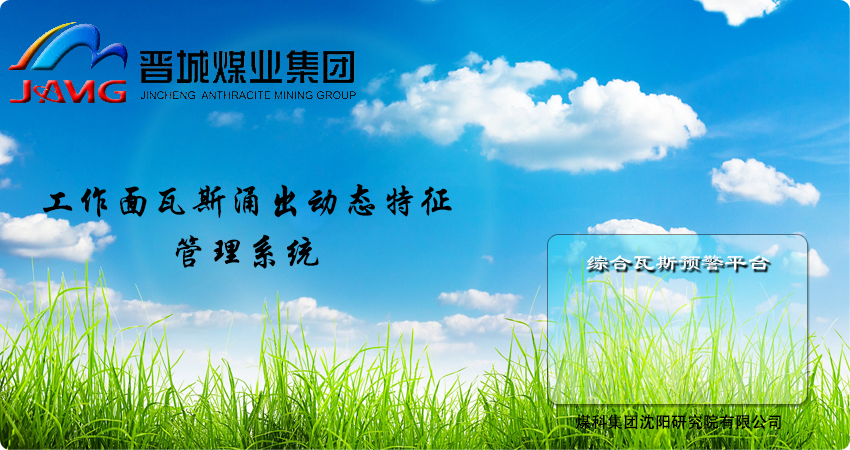 晋城煤业集团
JAMG
JINCHENG ANTHRACITE MINING GROUP
工作面瓦斯涌出动态特征
管理系统
综合瓦斯预警平台
煤科集团沈阳研究院有限公司